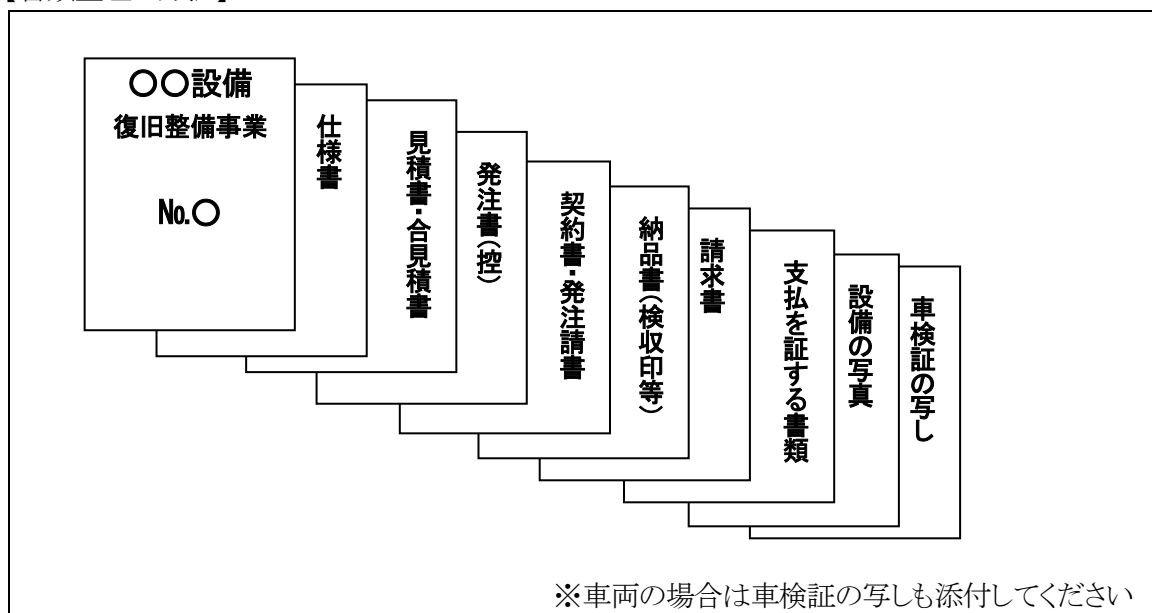 〇〇設備
復旧整備事業
№〇
仕様書
見積書・合見積書
発注書(控)
契約書・発注請書
納品書(検収印等)
請求書
支払を証する書類
設備の写真
車検証の写し
※車両の場合は車検証の写しも添付してください